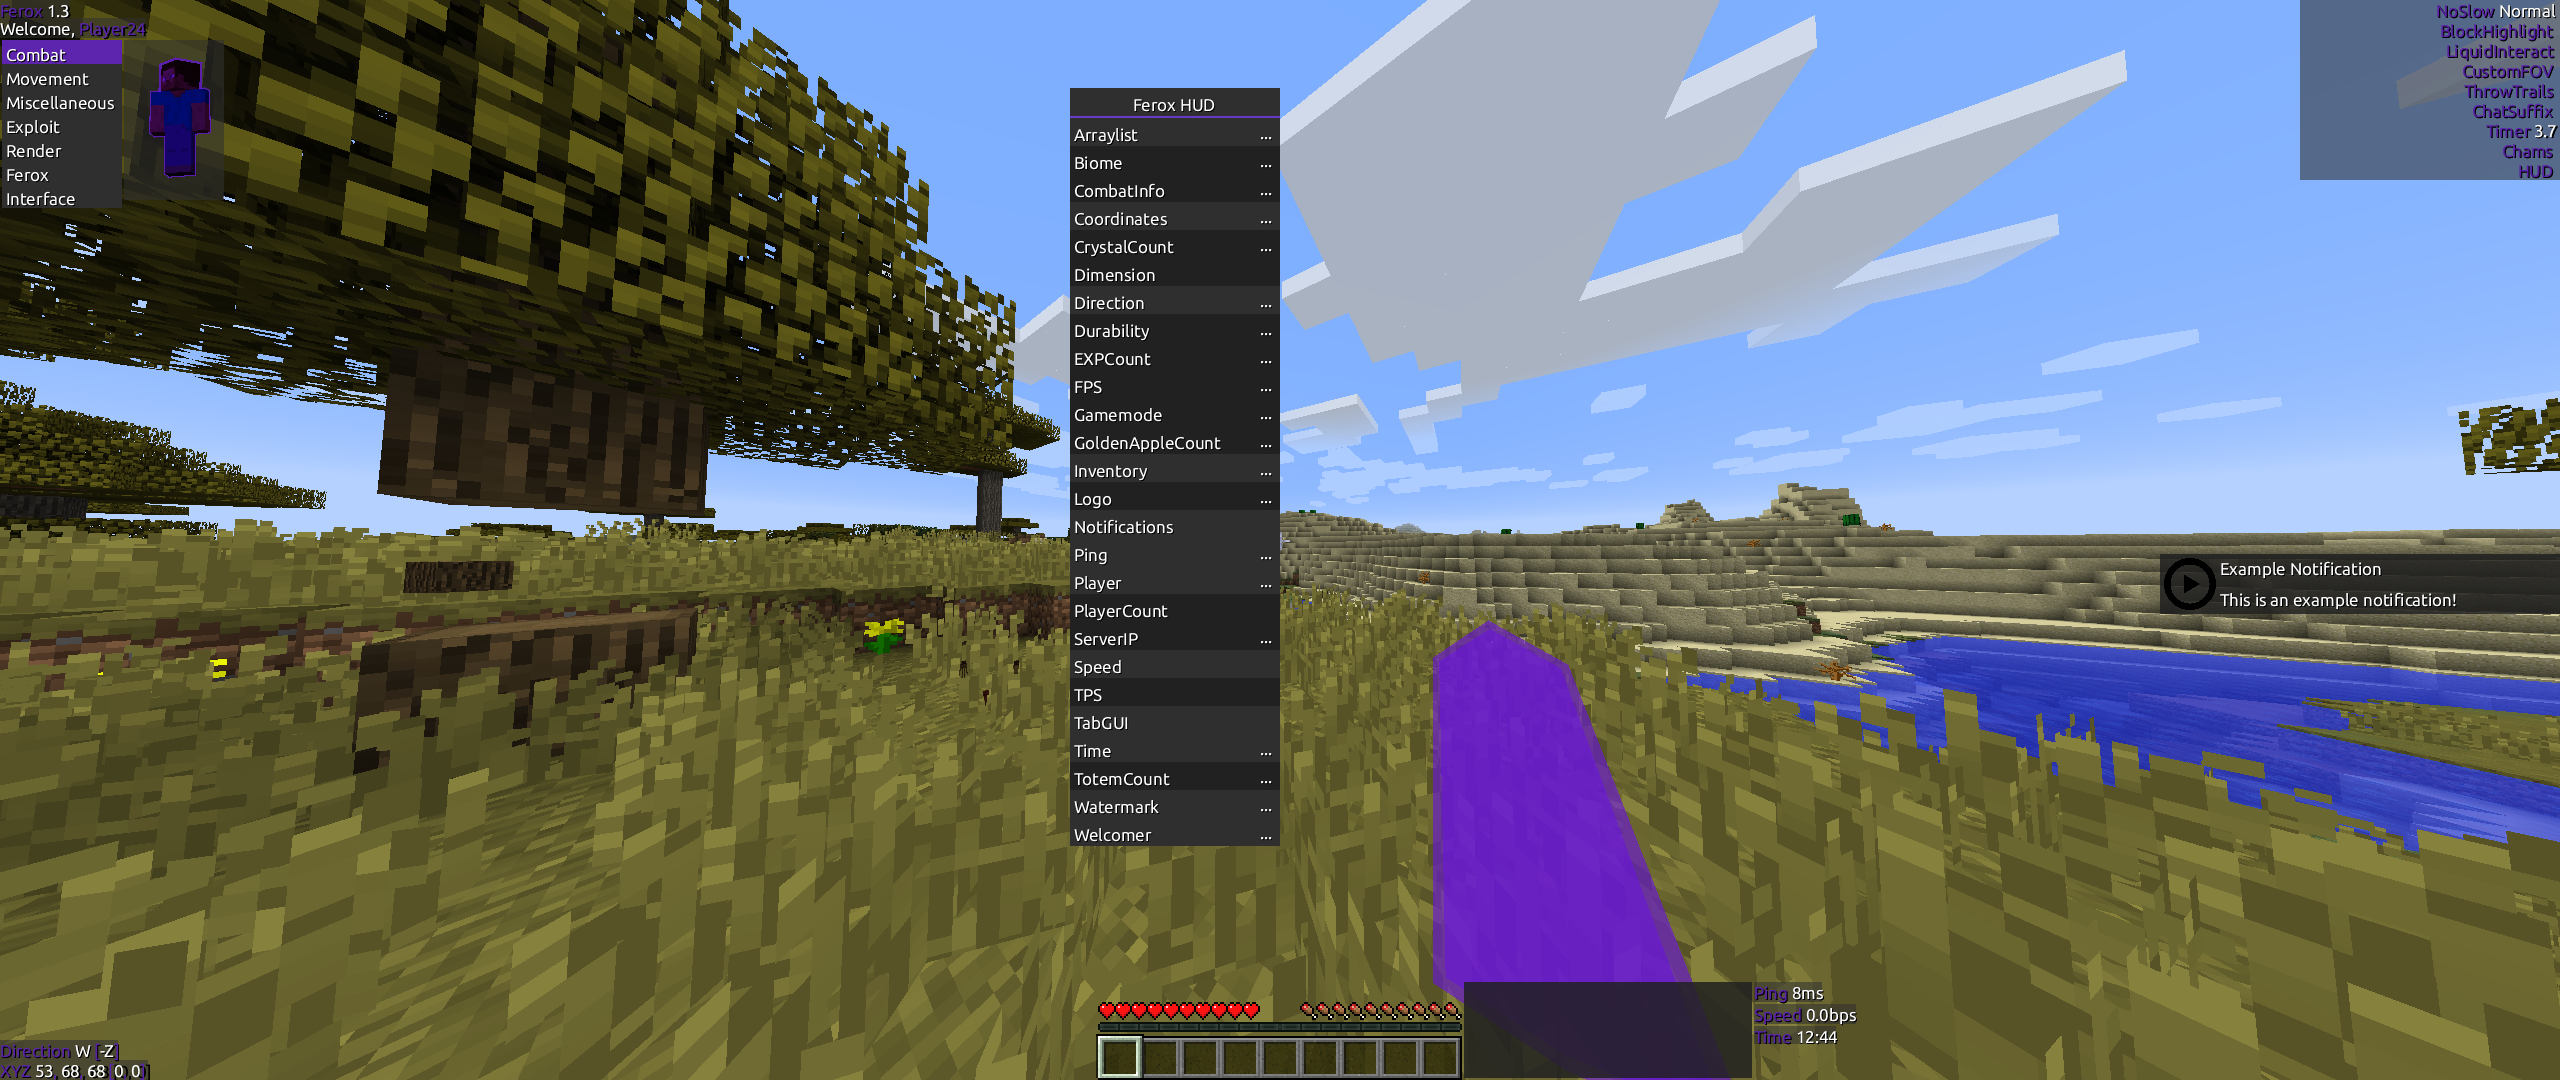 Ferox 1.3
Welcome, Player24
Combat
Movement
Miscellaneous
Exploit
Render
Ferox
Interface
Ferox HUD
Arraylist ...
Biome ...
CombatInfo ...
Coordinates ...
CrystalCount ...
Dimension
Direction ...
Durability ...
EXPCount ...
FPS ...
Gamemode ...
GoldenAppleCount ...
Inventory ...
Logo ...
Notifications
Ping ...
Player ...
PlayerCount
ServerIP ...
Speed
TPS
TabGUI
Time ...
TotemCount ...
Watermark ...
Welcomer ...
NoSlow Normal
BlockHighlight
LiquidInteract
CustomFOV
ThrowTrails
ChatSuffix
Timer 3.7
Chams
HUD
Example Notification
This is an example notification!
Ping 8ms
Speed 0.0bps
Time 12:44
Direction W [-Z]
XYZ 53, 68, 68 [0, 0]